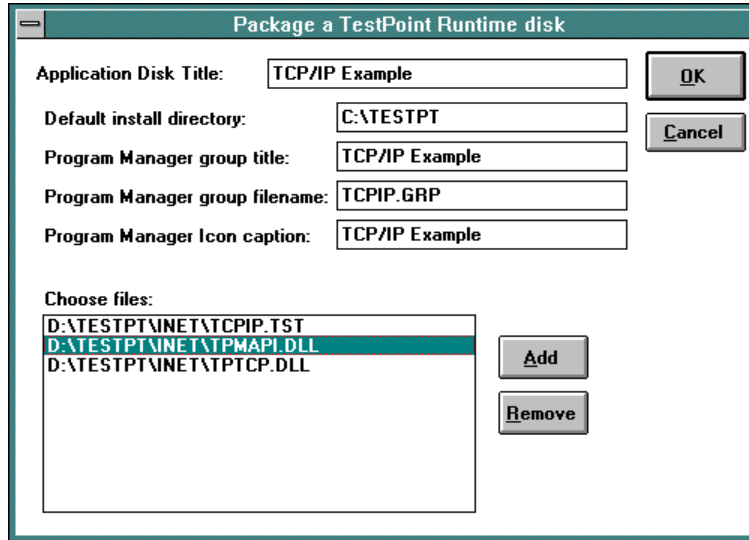 Package a TestPoint Runtime disk
Application Disk Title: TCP/IP Example
OK
Default install directory: C:\TESTPT
Cancel
Program Manager group title: TCP/IP Example
Program Manager group filename: TCPIP.GRP
Program Manager Icon caption: TCP/IP Example
Choose files:
D:\TESTPT\INET\TCPIP.TST
D:\TESTPT\INET\TPMAPI.DLL
D:\TESTPT\INET\TPTCP.DLL
Add
Remove